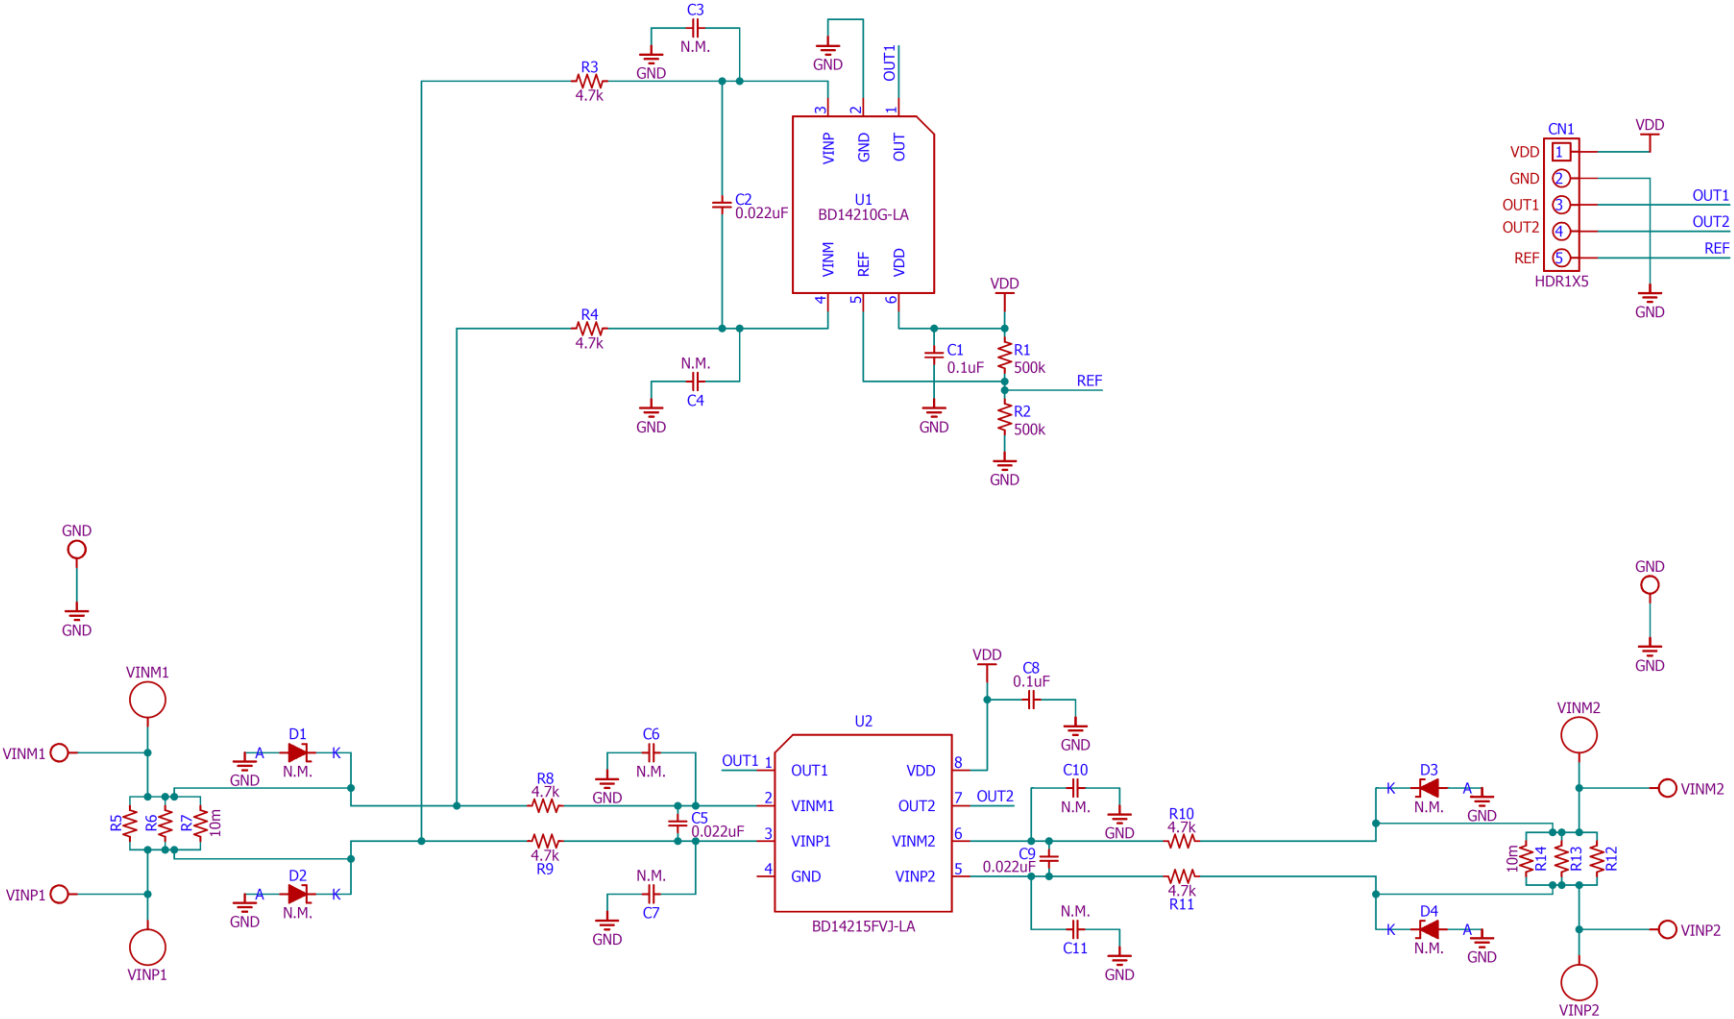 C3
N.M.
GND
R3
4.7k
GND
OUT1
3
2
1
VINP
GND
OUT
C2
0.022uF
U1
BD14210G-LA
VINM
REF
VDD
4
5
6
R4
4.7k
N.M.
C4
GND
VDD
C1
0.1uF
GND
R1
500k
REF
R2
500k
GND
CN1
VDD
VDD
1
GND
2
OUT1
3
OUT1
OUT2
4
OUT2
REF
5
REF
HDR1X5
GND
GND
GND
GND
GND
VINM1
VINM1
D1
A
K
GND
N.M.
R5
R6
R7
10m
D2
VINP1
A
K
GND
N.M.
VINP1
C6
N.M.
GND
R8
4.7k
C5
0.022uF
4.7k
R9
N.M.
C7
GND
U2
OUT1
1
OUT1
2
VINM1
3
VINP1
4
GND
VDD
8
OUT2
7
OUT2
VINM2
6
VINP2
5
BD14215FVJ-LA
VDD
C8
0.1uF
GND
C10
N.M.
GND
C9
0.022uF
R10
4.7k
4.7k
R11
N.M.
C11
GND
D3
K
A
N.M.
GND
VINM2
VINM2
10m
R14
R13
R12
D4
K
A
N.M.
GND
VINP2
VINP2